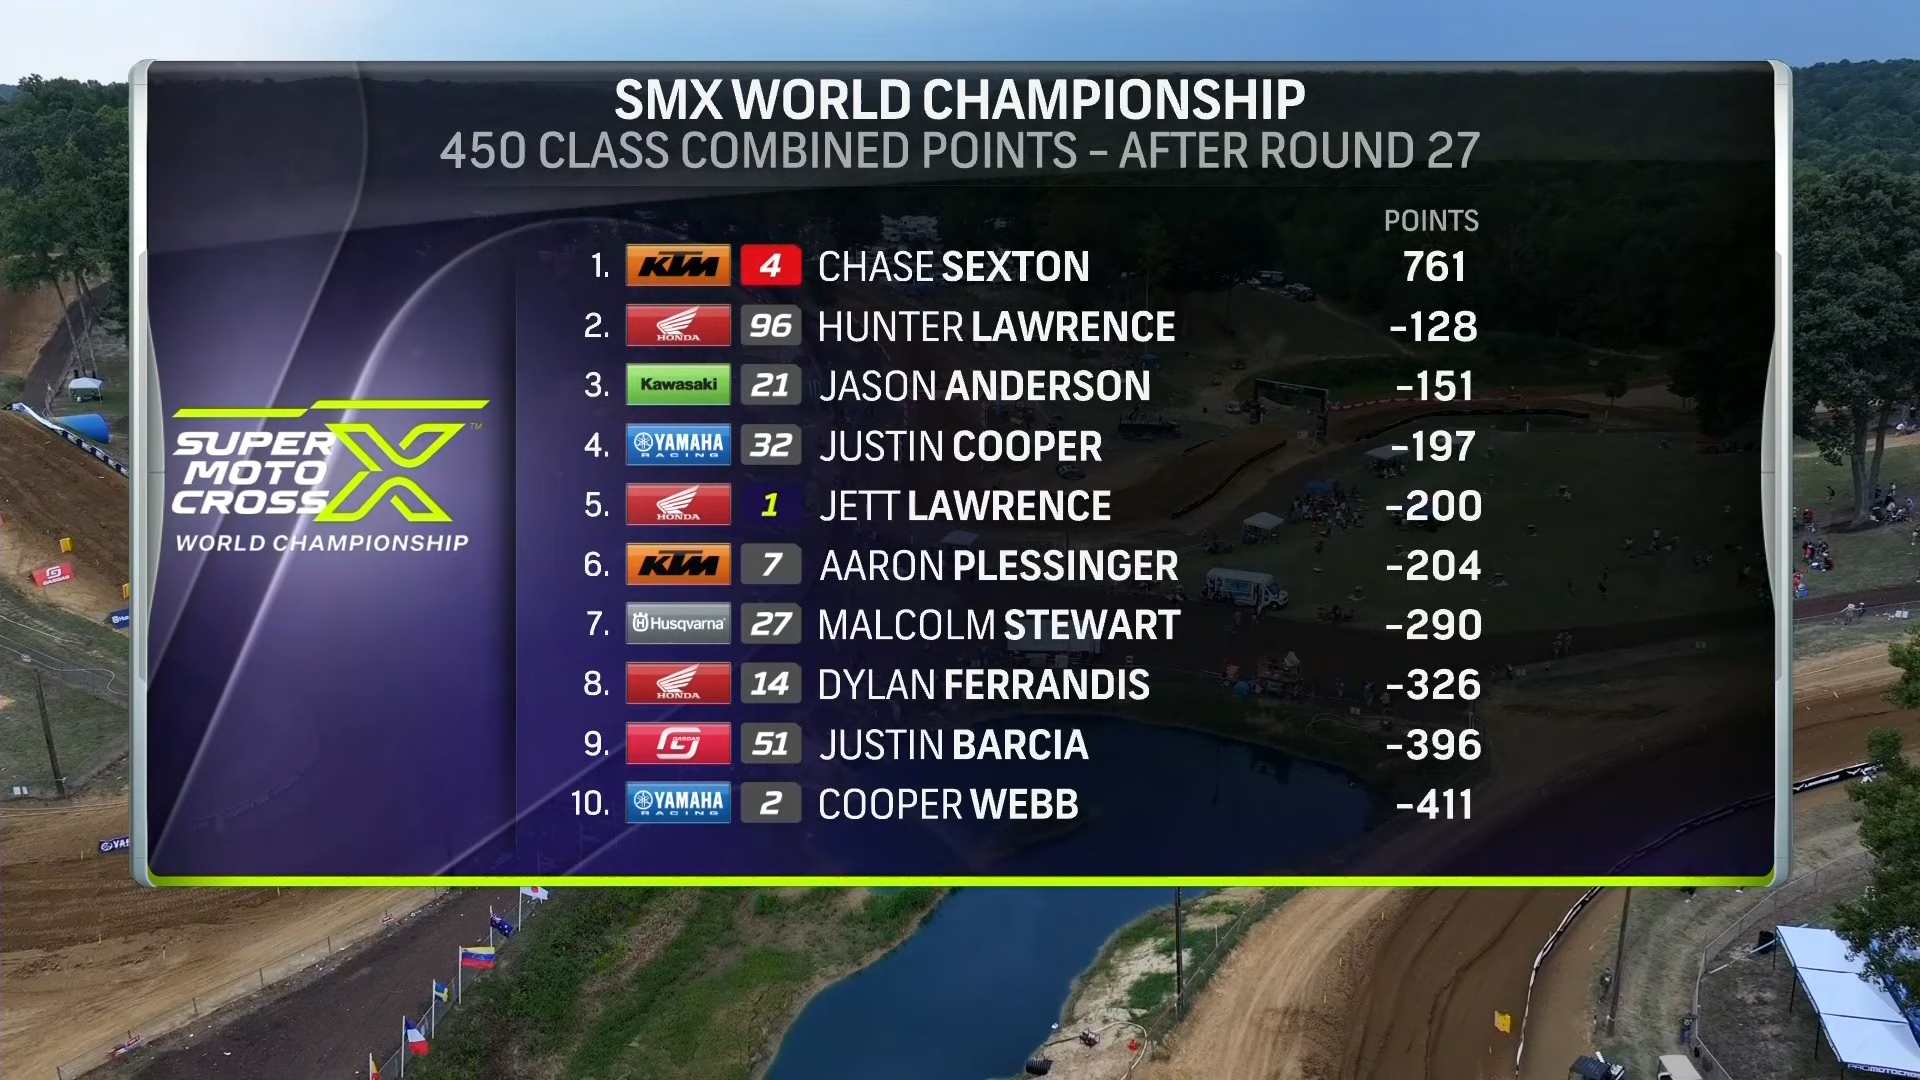 SMX WORLD CHAMPIONSHIP
450 CLASS COMBINED POINTS - AFTER ROUND 27
POINTS
1. KTM 4 CHASE SEXTON 761
2. HONDA 96 HUNTER LAWRENCE -128
3. Kawasaki 21 JASON ANDERSON -151
4. YAMAHA RACING 32 JUSTIN COOPER -197
5. HONDA 1 JETT LAWRENCE -200
6. KTM 7 AARON PLESSINGER -204
7. Husqvarna 27 MALCOLM STEWART -290
8. HONDA 14 DYLAN FERRANDIS -326
9. GASGAS 51 JUSTIN BARCIA -396
10. YAMAHA RACING 2 COOPER WEBB -411
SUPER
MOTO
CROSS X ™
WORLD CHAMPIONSHIP
GASGAS